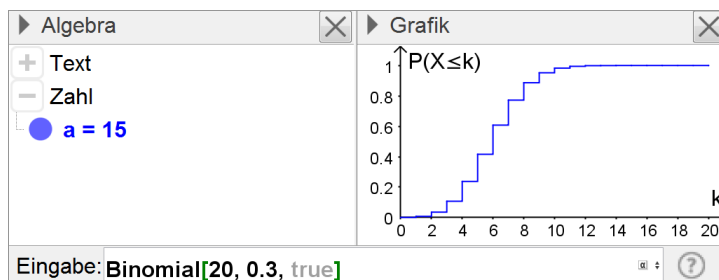 Algebra
Text
Zahl
a = 15
Grafik
P(X≤k)
1
0.8
0.6
0.4
0.2
0
0 2 4 6 8 10 12 14 16 18 20
k
Eingabe: Binomial[20, 0.3, true]
α
?